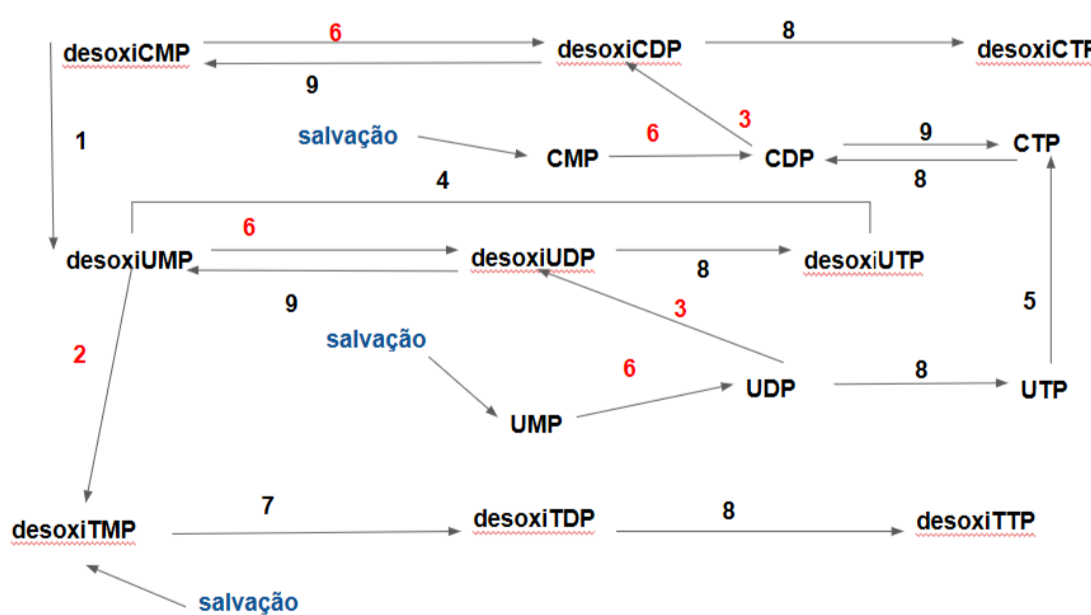 6
desoxiCMP desoxiCDP 8 desoxiCTP
9
1 salvação 3 9
6 CTP
CMP CDP
4 8
6
desoxiUMP desoxiUDP desoxiUTP
8
9 3 5
salvação
2 6 8
UDP UTP
UMP
7 8
desoxiTMP desoxiTDP desoxiTTP
salvação